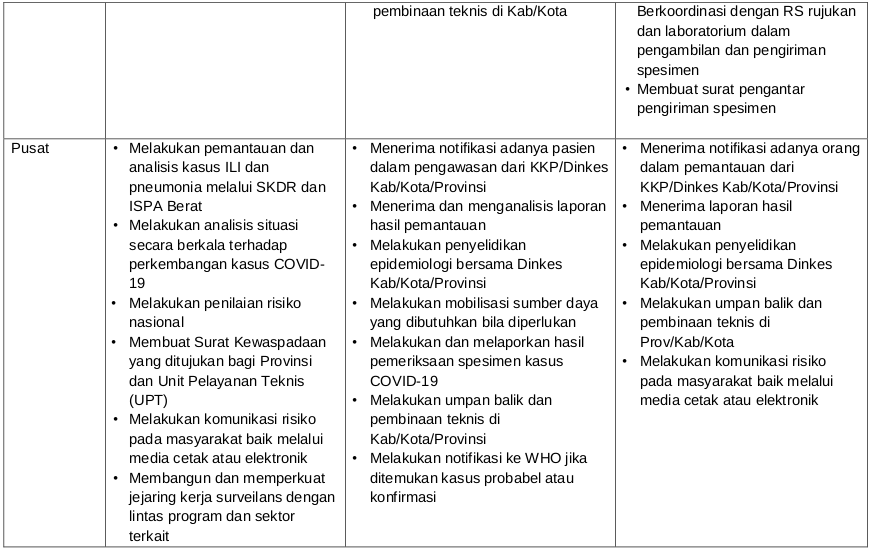 pembinaan teknis di Kab/Kota
Berkoordinasi dengan RS rujukan
dan laboratorium dalam
pengambilan dan pengiriman
spesimen
• Membuat surat pengantar
pengiriman spesimen
Pusat
• Melakukan pemantauan dan
analisis kasus ILI dan
pneumonia melalui SKDR dan
ISPA Berat
• Melakukan analisis situasi
secara berkala terhadap
perkembangan kasus COVID-
19
• Melakukan penilaian risiko
nasional
• Membuat Surat Kewaspadaan
yang ditujukan bagi Provinsi
dan Unit Pelayanan Teknis
(UPT)
• Melakukan komunikasi risiko
pada masyarakat baik melalui
media cetak atau elektronik
• Membangun dan memperkuat
jejaring kerja surveilans dengan
lintas program dan sektor
terkait
• Menerima notifikasi adanya pasien
dalam pengawasan dari KKP/Dinkes
Kab/Kota/Provinsi
• Menerima dan menganalisis laporan
hasil pemantauan
• Melakukan penyelidikan
epidemiologi bersama Dinkes
Kab/Kota/Provinsi
• Melakukan mobilisasi sumber daya
yang dibutuhkan bila diperlukan
• Melakukan dan melaporkan hasil
pemeriksaan spesimen kasus
COVID-19
• Melakukan umpan balik dan
pembinaan teknis di
Kab/Kota/Provinsi
• Melakukan notifikasi ke WHO jika
ditemukan kasus probabel atau
konfirmasi
• Menerima notifikasi adanya orang
dalam pemantauan dari
KKP/Dinkes Kab/Kota/Provinsi
• Menerima laporan hasil
pemantauan
• Melakukan penyelidikan
epidemiologi bersama Dinkes
Kab/Kota/Provinsi
• Melakukan umpan balik dan
pembinaan teknis di
Prov/Kab/Kota
• Melakukan komunikasi risiko
pada masyarakat baik melalui
media cetak atau elektronik